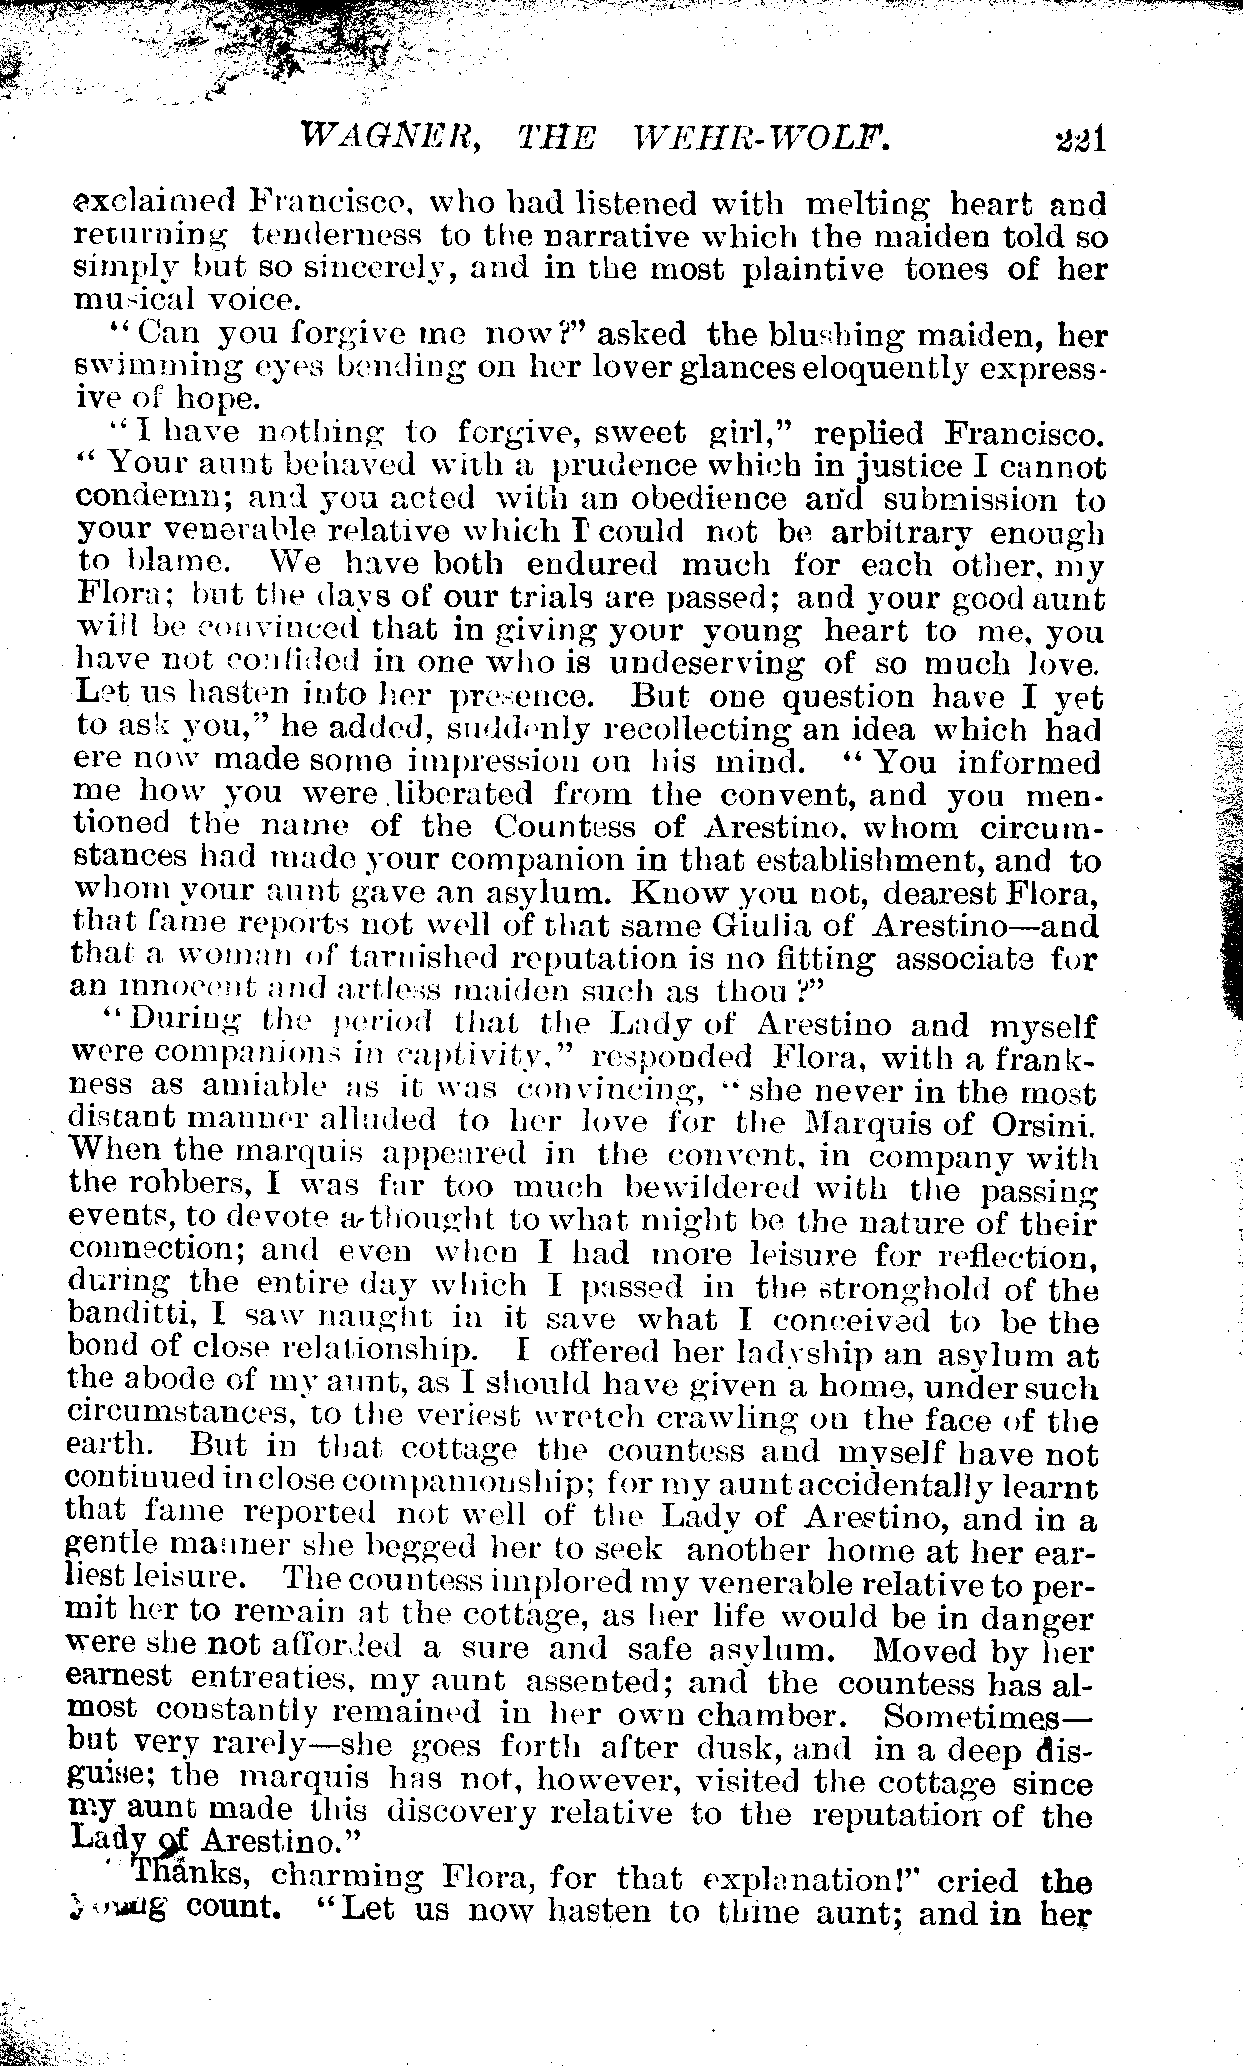 WAGNER, THE WEHR-WOLF. 221
exclaimed Francisco, who had listened with melting heart and
returning tenderness to the narrative which the maiden told so
simply but so sincerely, and in the most plaintive tones of her
musical voice.
"Can you forgive me now?" asked the blushing maiden, her
swimming eyes bending on her lover glances eloquently express-
ive of hope.
"I have nothing to forgive, sweet girl," replied Francisco.
"Your aunt behaved with a prudence which in justice I cannot
condemn; and you acted with an obedience and submission to
your venerable relative which I could not be arbitrary enough
to blame. We have both endured much for each other, my
Flora; but the days of our trials are passed; and your good aunt
will be convinced that in giving your young heart to me, you
have not confided in one who is undeserving of so much love.
Let us hasten into her presence. But one question have I yet
to ask you," he added, suddenly recollecting an idea which had
ere now made some impression on his mind. "You informed
me how you were liberated from the convent, and you men-
tioned the name of the Countess of Arestino, whom circum-
stances had made your companion in that establishment, and to
whom your aunt gave an asylum. Know you not, dearest Flora,
that fame reports not well of that same Giulia of Arestino—and
that a woman of tarnished reputation is no fitting associate for
an innocent and artless maiden such as thou?"
"During the period that the Lady of Arestino and myself
were companions in captivity," responded Flora, with a frank-
ness as amiable as it was convincing, "she never in the most
distant manner alluded to her love for the Marquis of Orsini.
When the marquis appeared in the convent, in company with
the robbers, I was far too much bewildered with the passing
events, to devote a thought to what might be the nature of their
connection; and even when I had more leisure for reflection,
during the entire day which I passed in the stronghold of the
banditti, I saw naught in it save what I conceived to be the
bond of close relationship. I offered her ladyship an asylum at
the abode of my aunt, as I should have given a home, under such
circumstances, to the veriest wretch crawling on the face of the
earth. But in that cottage the countess and myself have not
continued in close companionship; for my aunt accidentally learnt
that fame reported not well of the Lady of Arestino, and in a
gentle manner she begged her to seek another home at her ear-
liest leisure. The countess implored my venerable relative to per-
mit her to remain at the cottage, as her life would be in danger
were she not afforded a sure and safe asylum. Moved by her
earnest entreaties, my aunt assented; and the countess has al-
most constantly remained in her own chamber. Sometimes—
but very rarely—she goes forth after dusk, and in a deep dis-
guise; the marquis has not, however, visited the cottage since
my aunt made this discovery relative to the reputation of the
Lady of Arestino."
'Thanks, charming Flora, for that explanation!" cried the
young count. "Let us now hasten to thine aunt; and in her